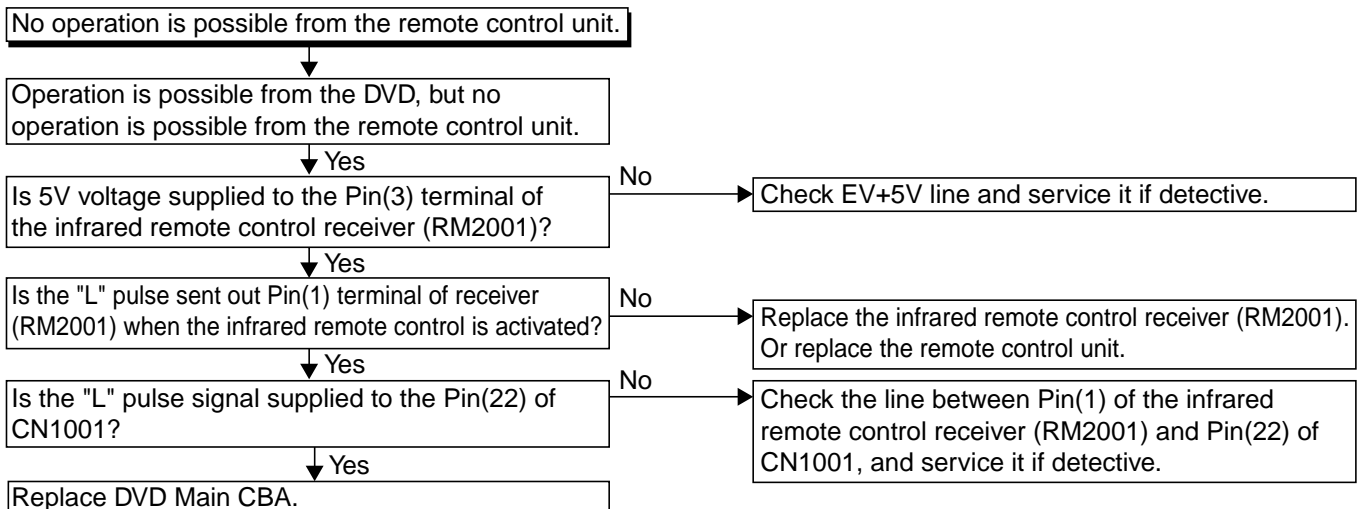 No operation is possible from the remote control unit.
Operation is possible from the DVD, but no
operation is possible from the remote control unit.
Yes
Is 5V voltage supplied to the Pin(3) terminal of
the infrared remote control receiver (RM2001)?
No
Check EV+5V line and service it if detective.
Yes
Is the "L" pulse sent out Pin(1) terminal of receiver
(RM2001) when the infrared remote control is activated?
No
Replace the infrared remote control receiver (RM2001).
Or replace the remote control unit.
Yes
Is the "L" pulse signal supplied to the Pin(22) of
CN1001?
No
Check the line between Pin(1) of the infrared
remote control receiver (RM2001) and Pin(22) of
CN1001, and service it if detective.
Yes
Replace DVD Main CBA.